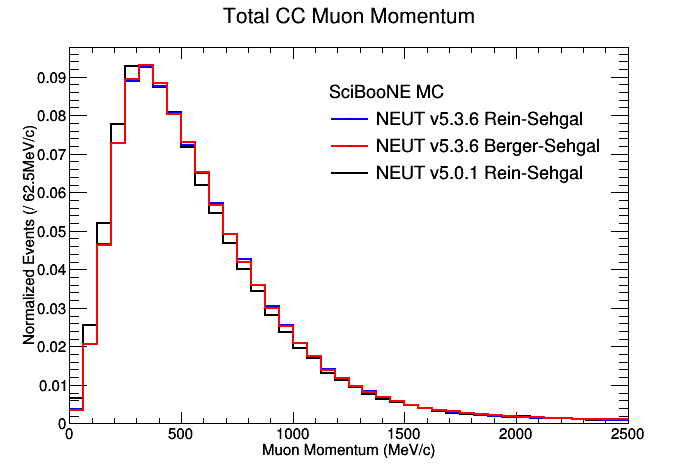 Total CC Muon Momentum
SciBooNE MC
NEUT v5.3.6 Rein-Sehgal
NEUT v5.3.6 Berger-Sehgal
NEUT v5.0.1 Rein-Sehgal
Normalized Events (/ 62.5MeV/c)
0.09
0.08
0.07
0.06
0.05
0.04
0.03
0.02
0.01
0
0 500 1000 1500 2000 2500
Muon Momentum (MeV/c)